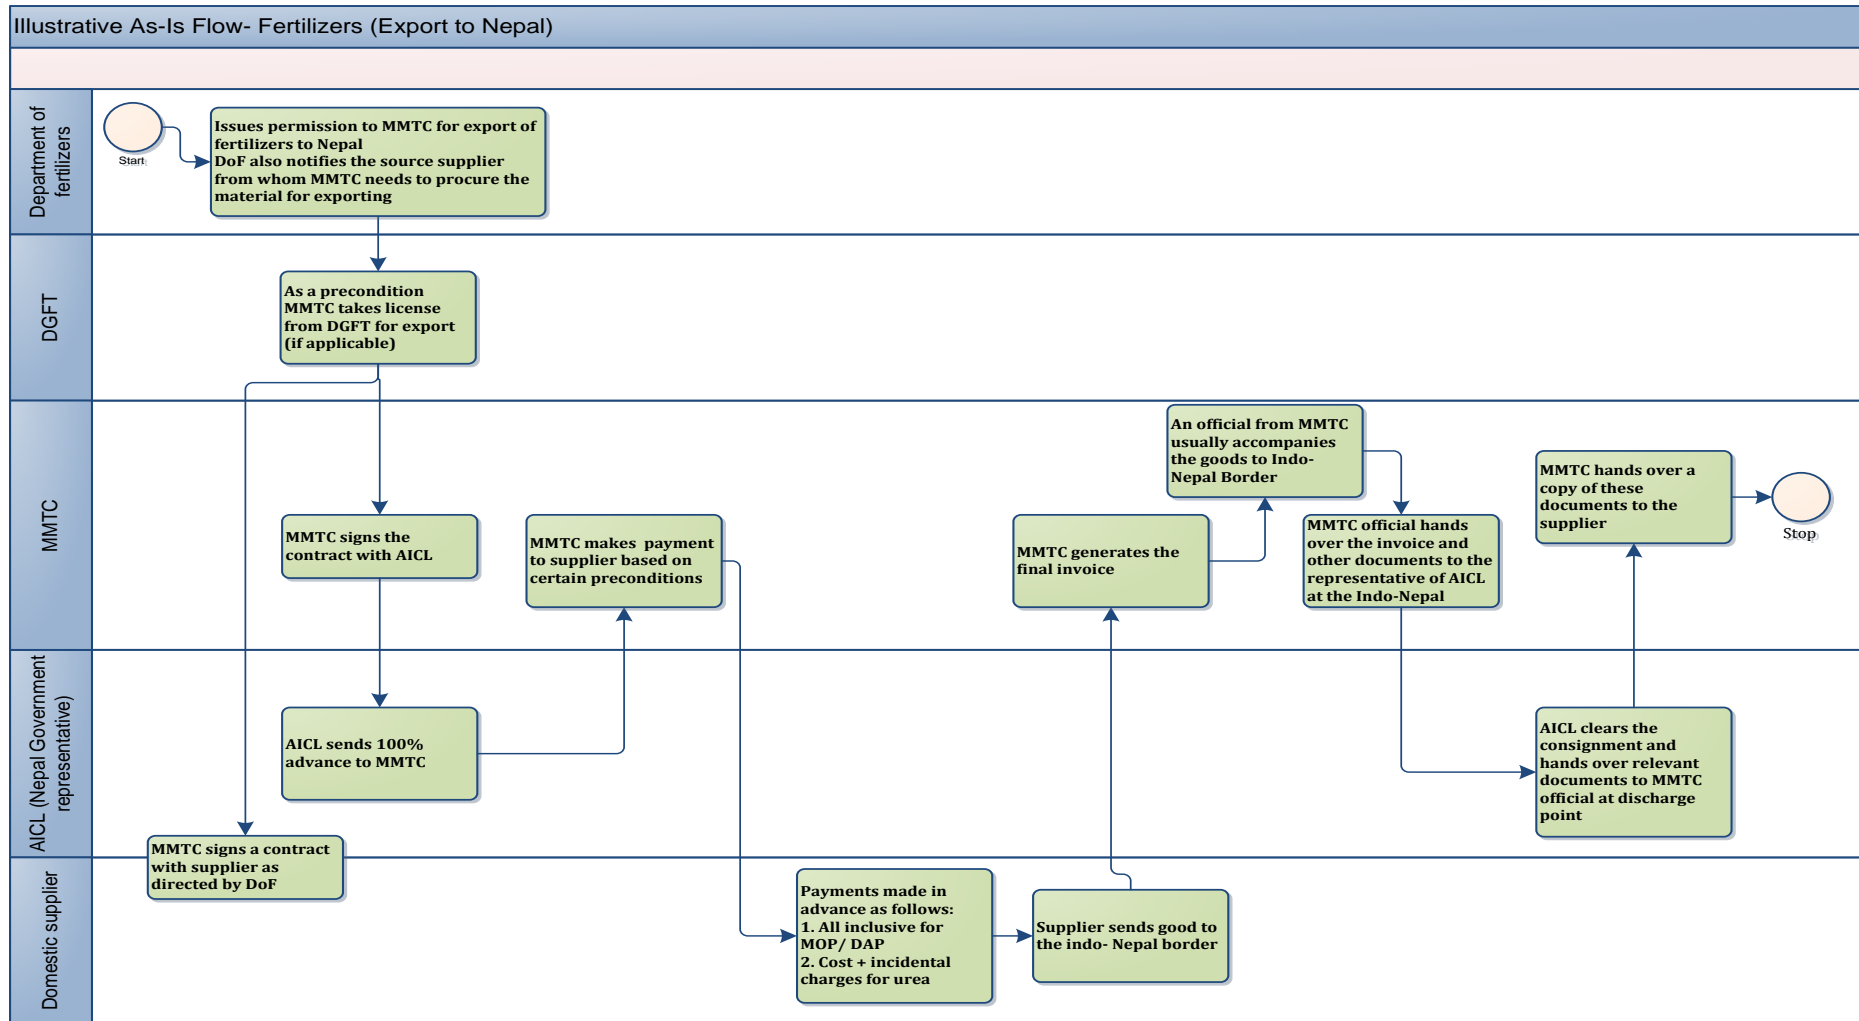 Illustrative As-Is Flow- Fertilizers (Export to Nepal)
Department of
fertilizers
Start
Issues permission to MMTC for export of
fertilizers to Nepal
DoF also notifies the source supplier
from whom MMTC needs to procure the
material for exporting
DGFT
As a precondition
MMTC takes license
from DGFT for export
(if applicable)
MMTC
MMTC signs the
contract with AICL
MMTC makes payment
to supplier based on
certain preconditions
MMTC generates the
final invoice
An official from MMTC
usually accompanies
the goods to Indo-
Nepal Border
MMTC official hands
over the invoice and
other documents to the
representative of AICL
at the Indo-Nepal
MMTC hands over a
copy of these
documents to the
supplier
Stop
AICL (Nepal Government
representative)
AICL sends 100%
advance to MMTC
AICL clears the
consignment and
hands over relevant
documents to MMTC
official at discharge
point
MMTC signs a contract
with supplier as
directed by DoF
Domestic supplier
Payments made in
advance as follows:
1. All inclusive for
MOP/ DAP
2. Cost + incidental
charges for urea
Supplier sends good to
the indo- Nepal border